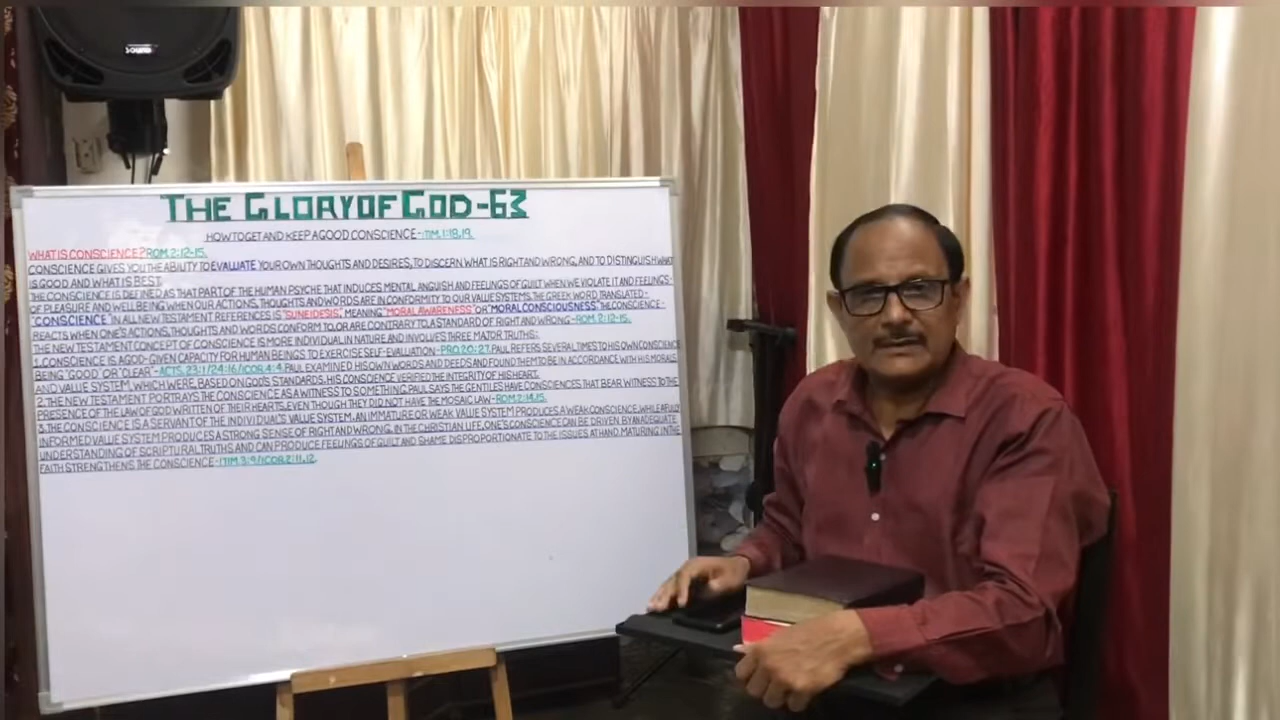 SOUND
THE GLORY OF GOD-63
HOW TO GET AND KEEP A GOOD CONSCIENCE-1TIM.1:18,19.
WHAT IS CONSCIENCE? ROM.2:12-15.
CONSCIENCE GIVES YOU THE ABILITY TO EVALUATE YOUR OWN THOUGHTS AND DESIRES, TO DISCERN WHAT IS RIGHT AND WRONG, AND TO DISTINGUISH WHAT
IS GOOD AND WHAT IS BEST.
THE CONSCIENCE IS DEFINED AS THAT PART OF THE HUMAN PSYCHE THAT INDUCES MENTAL ANGUISH AND FEELINGS OF GUILT WHEN WE VIOLATE IT AND FEELINGS-
OF PLEASURE AND WELLBEING WHEN OUR ACTIONS, THOUGHTS AND WORDS ARE IN CONFORMITY TO OUR VALUE SYSTEMS. THE GREEK WORD TRANSLATED-
"CONSCIENCE" IN ALL NEW TESTAMENT REFERENCES IS "SUNEIDESIS", MEANING "MORAL AWARENESS" OR "MORAL CONSCIOUSNESS". THE CONSCIENCE-
REACTS WHEN ONE'S ACTIONS, THOUGHTS AND WORDS CONFORM TO, OR ARE CONTRARY TO A STANDARD OF RIGHT AND WRONG-ROM.2:12-15.
THE NEW TESTAMENT CONCEPT OF CONSCIENCE IS MORE INDIVIDUAL IN NATURE AND INVOLVES THREE MAJOR TRUTHS:
1.CONSCIENCE IS A GOD-GIVEN CAPACITY FOR HUMAN BEINGS TO EXERCISE SELF-EVALUATION-PRO.20:27. PAUL REFERS SEVERAL TIMES TO HIS OWN CONSCIENCE
BEING "GOOD" OR "CLEAR"-ACTS.23:1/24:16/1COR.4:4. PAUL EXAMINED HIS OWN WORDS AND DEEDS AND FOUND THEM TO BE IN ACCORDANCE WITH HIS MORALS
AND VALUE SYSTEM, WHICH WERE, BASED ON GOD'S STANDARDS. HIS CONSCIENCE VERIFIED THE INTEGRITY OF HIS HEART.
2.THE NEW TESTAMENT PORTRAYS THE CONSCIENCE AS A WITNESS TO SOMETHING. PAUL SAYS THE GENTILES HAVE CONSCIENCES THAT BEAR WITNESS TO THE
PRESENCE OF THE LAW OF GOD WRITTEN OF THEIR HEARTS, EVEN THOUGH THEY DID NOT HAVE THE MOSAIC LAW-ROM.2:14,15.
3.THE CONSCIENCE IS A SERVANT OF THE INDIVIDUAL'S VALUE SYSTEM. AN IMMATURE OR WEAK VALUE SYSTEM PRODUCES A WEAK CONSCIENCE, WHILE A FULLY
INFORMED VALUE SYSTEM PRODUCES A STRONG SENSE OF RIGHT AND WRONG. IN THE CHRISTIAN LIFE, ONE'S CONSCIENCE CAN BE DRIVEN BY AN ADEQUATE
UNDERSTANDING OF SCRIPTURAL TRUTHS AND CAN PRODUCE FEELINGS OF GUILT AND SHAME DISPROPORTIONATE TO THE ISSUES AT HAND. MATURING IN THE
FAITH STRENGTHENS THE CONSCIENCE-1TIM.3:9/1COR.2:11,12.